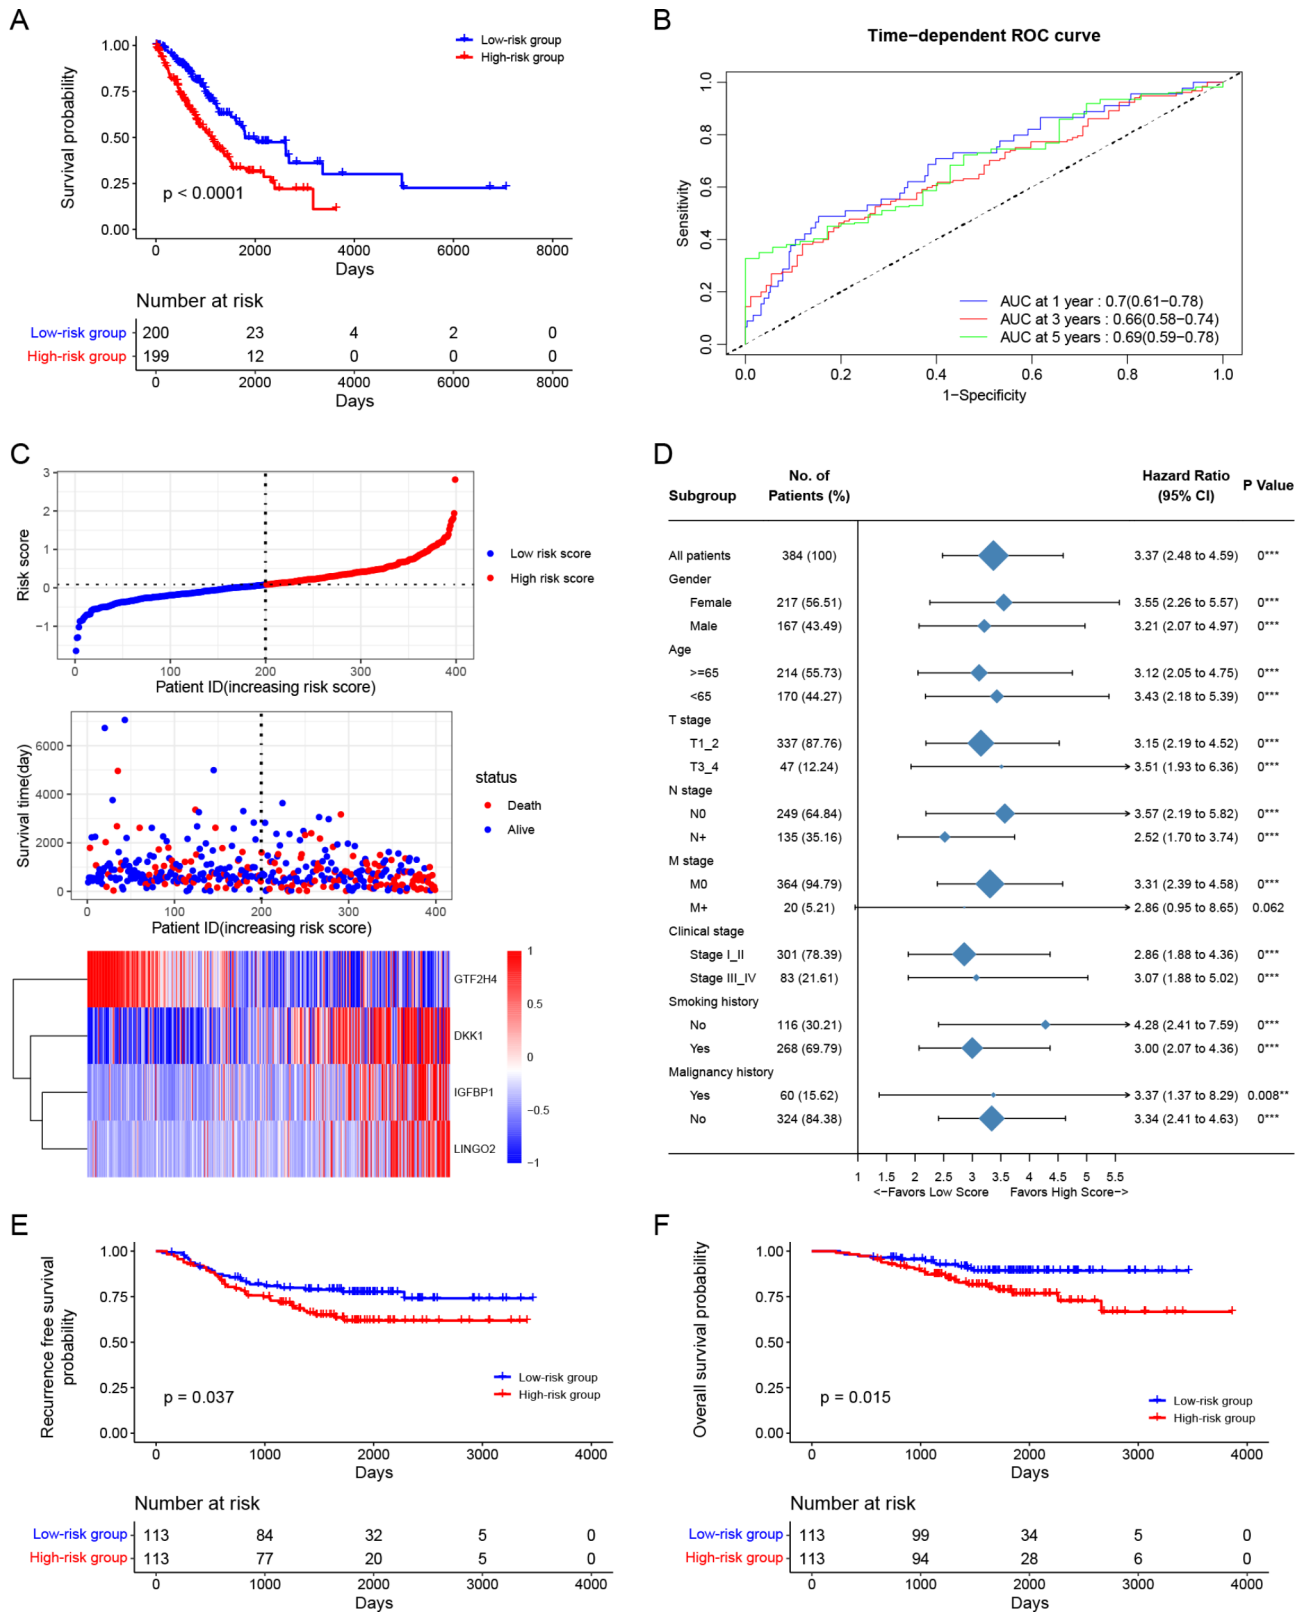 A
Low-risk group
High-risk group
Survival probability
1.00
0.75
0.50
0.25
0.00
p < 0.0001
0 2000 4000 6000 8000
Days
Number at risk
Low-risk group 200 23 4 2 0
High-risk group 199 12 0 0 0
0 2000 4000 6000 8000
Days
B
Time-dependent ROC curve
Sensitivity
1.0
0.8
0.6
0.4
0.2
0.0
AUC at 1 year : 0.7(0.61-0.78)
AUC at 3 years : 0.66(0.58-0.74)
AUC at 5 years : 0.69(0.59-0.78)
0.0 0.2 0.4 0.6 0.8 1.0
1-Specificity
C
Risk score
3
2
1
0
-1
Low risk score
High risk score
0 100 200 300 400
Patient ID(increasing risk score)
Survival time(day)
6000
4000
2000
0
status
Death
Alive
0 100 200 300 400
Patient ID(increasing risk score)
GTF2H4
DKK1
IGFBP1
LINGO2
1
0.5
0
-0.5
-1
D
Subgroup No. of Patients (%) Hazard Ratio (95% CI) P Value
All patients 384 (100) 3.37 (2.48 to 4.59) 0***
Gender
Female 217 (56.51) 3.55 (2.26 to 5.57) 0***
Male 167 (43.49) 3.21 (2.07 to 4.97) 0***
Age
>=65 214 (55.73) 3.12 (2.05 to 4.75) 0***
<65 170 (44.27) 3.43 (2.18 to 5.39) 0***
T stage
T1_2 337 (87.76) 3.15 (2.19 to 4.52) 0***
T3_4 47 (12.24) 3.51 (1.93 to 6.36) 0***
N stage
N0 249 (64.84) 3.57 (2.19 to 5.82) 0***
N+ 135 (35.16) 2.52 (1.70 to 3.74) 0***
M stage
M0 364 (94.79) 3.31 (2.39 to 4.58) 0***
M+ 20 (5.21) 2.86 (0.95 to 8.65) 0.062
Clinical stage
Stage I_II 301 (78.39) 2.86 (1.88 to 4.36) 0***
Stage III_IV 83 (21.61) 3.07 (1.88 to 5.02) 0***
Smoking history
No 116 (30.21) 4.28 (2.41 to 7.59) 0***
Yes 268 (69.79) 3.00 (2.07 to 4.36) 0***
Malignancy history
Yes 60 (15.62) 3.37 (1.37 to 8.29) 0.008**
No 324 (84.38) 3.34 (2.41 to 4.63) 0***
1 1.5 2 2.5 3 3.5 4 4.5 5 5.5
<-Favors Low Score Favors High Score->
E
Recurrence free survival
probability
1.00
0.75
0.50
0.25
0.00
Low-risk group
High-risk group
p = 0.037
0 1000 2000 3000 4000
Days
Number at risk
Low-risk group 113 84 32 5 0
High-risk group 113 77 20 5 0
0 1000 2000 3000 4000
Days
F
Overall survival probability
1.00
0.75
0.50
0.25
0.00
Low-risk group
High-risk group
p = 0.015
0 1000 2000 3000 4000
Days
Number at risk
Low-risk group 113 99 34 5 0
High-risk group 113 94 28 6 0
0 1000 2000 3000 4000
Days